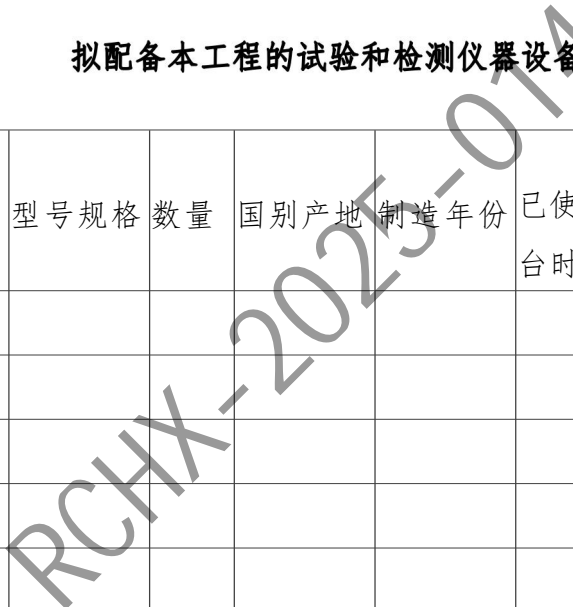 拟配备本工程的试验和检测仪器设备
型号规格 数量 国别产地 制造年份 已使
台时
RCHX-2025-014